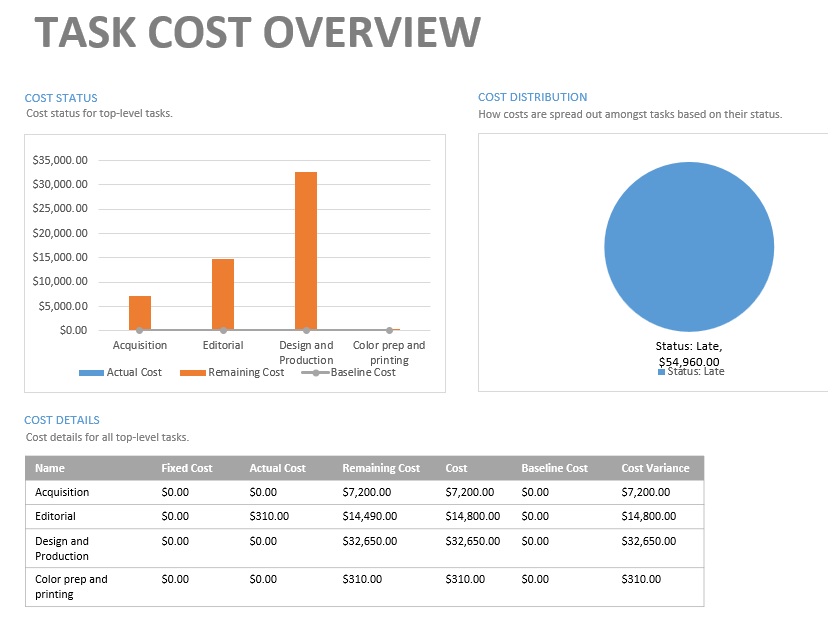 TASK COST OVERVIEW
COST STATUS
Cost status for top-level tasks.
$35,000.00
$30,000.00
$25,000.00
$20,000.00
$15,000.00
$10,000.00
$5,000.00
$0.00
Acquisition
Editorial
Design and
Production
Color prep and
printing
Actual Cost
Remaining Cost
Baseline Cost
COST DISTRIBUTION
How costs are spread out amongst tasks based on their status.
Status: Late,
$54,960.00
Status: Late
COST DETAILS
Cost details for all top-level tasks.
Name Fixed Cost Actual Cost Remaining Cost Cost Baseline Cost Cost Variance
Acquisition $0.00 $0.00 $7,200.00 $7,200.00 $0.00 $7,200.00
Editorial $0.00 $310.00 $14,490.00 $14,800.00 $0.00 $14,800.00
Design and $0.00 $0.00 $32,650.00 $32,650.00 $0.00 $32,650.00
Production
Color prep and $0.00 $0.00 $310.00 $310.00 $0.00 $310.00
printing